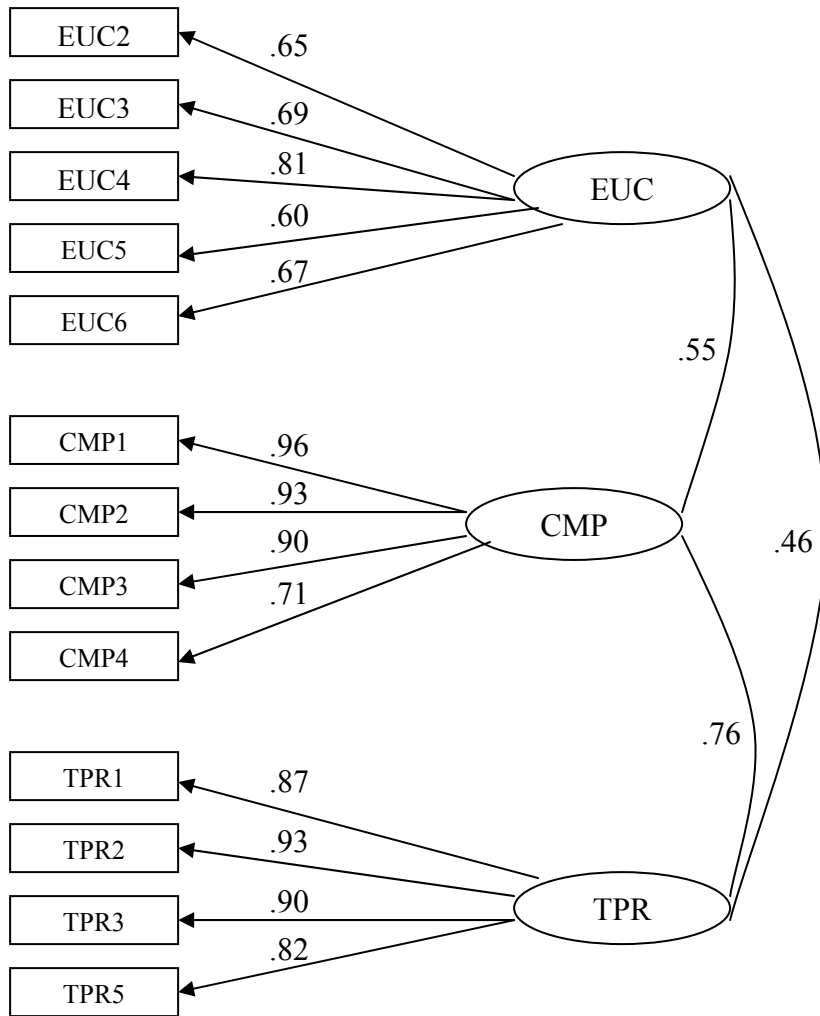 EUC2
.65
EUC3
.69
EUC4
.81
EUC
EUC5
.60
EUC6
.67
.55
CMP1
.96
CMP2
.93
CMP
CMP3
.90
.46
CMP4
.71
.76
TPR1
.87
TPR2
.93
TPR3
.90
TPR
TPR5
.82